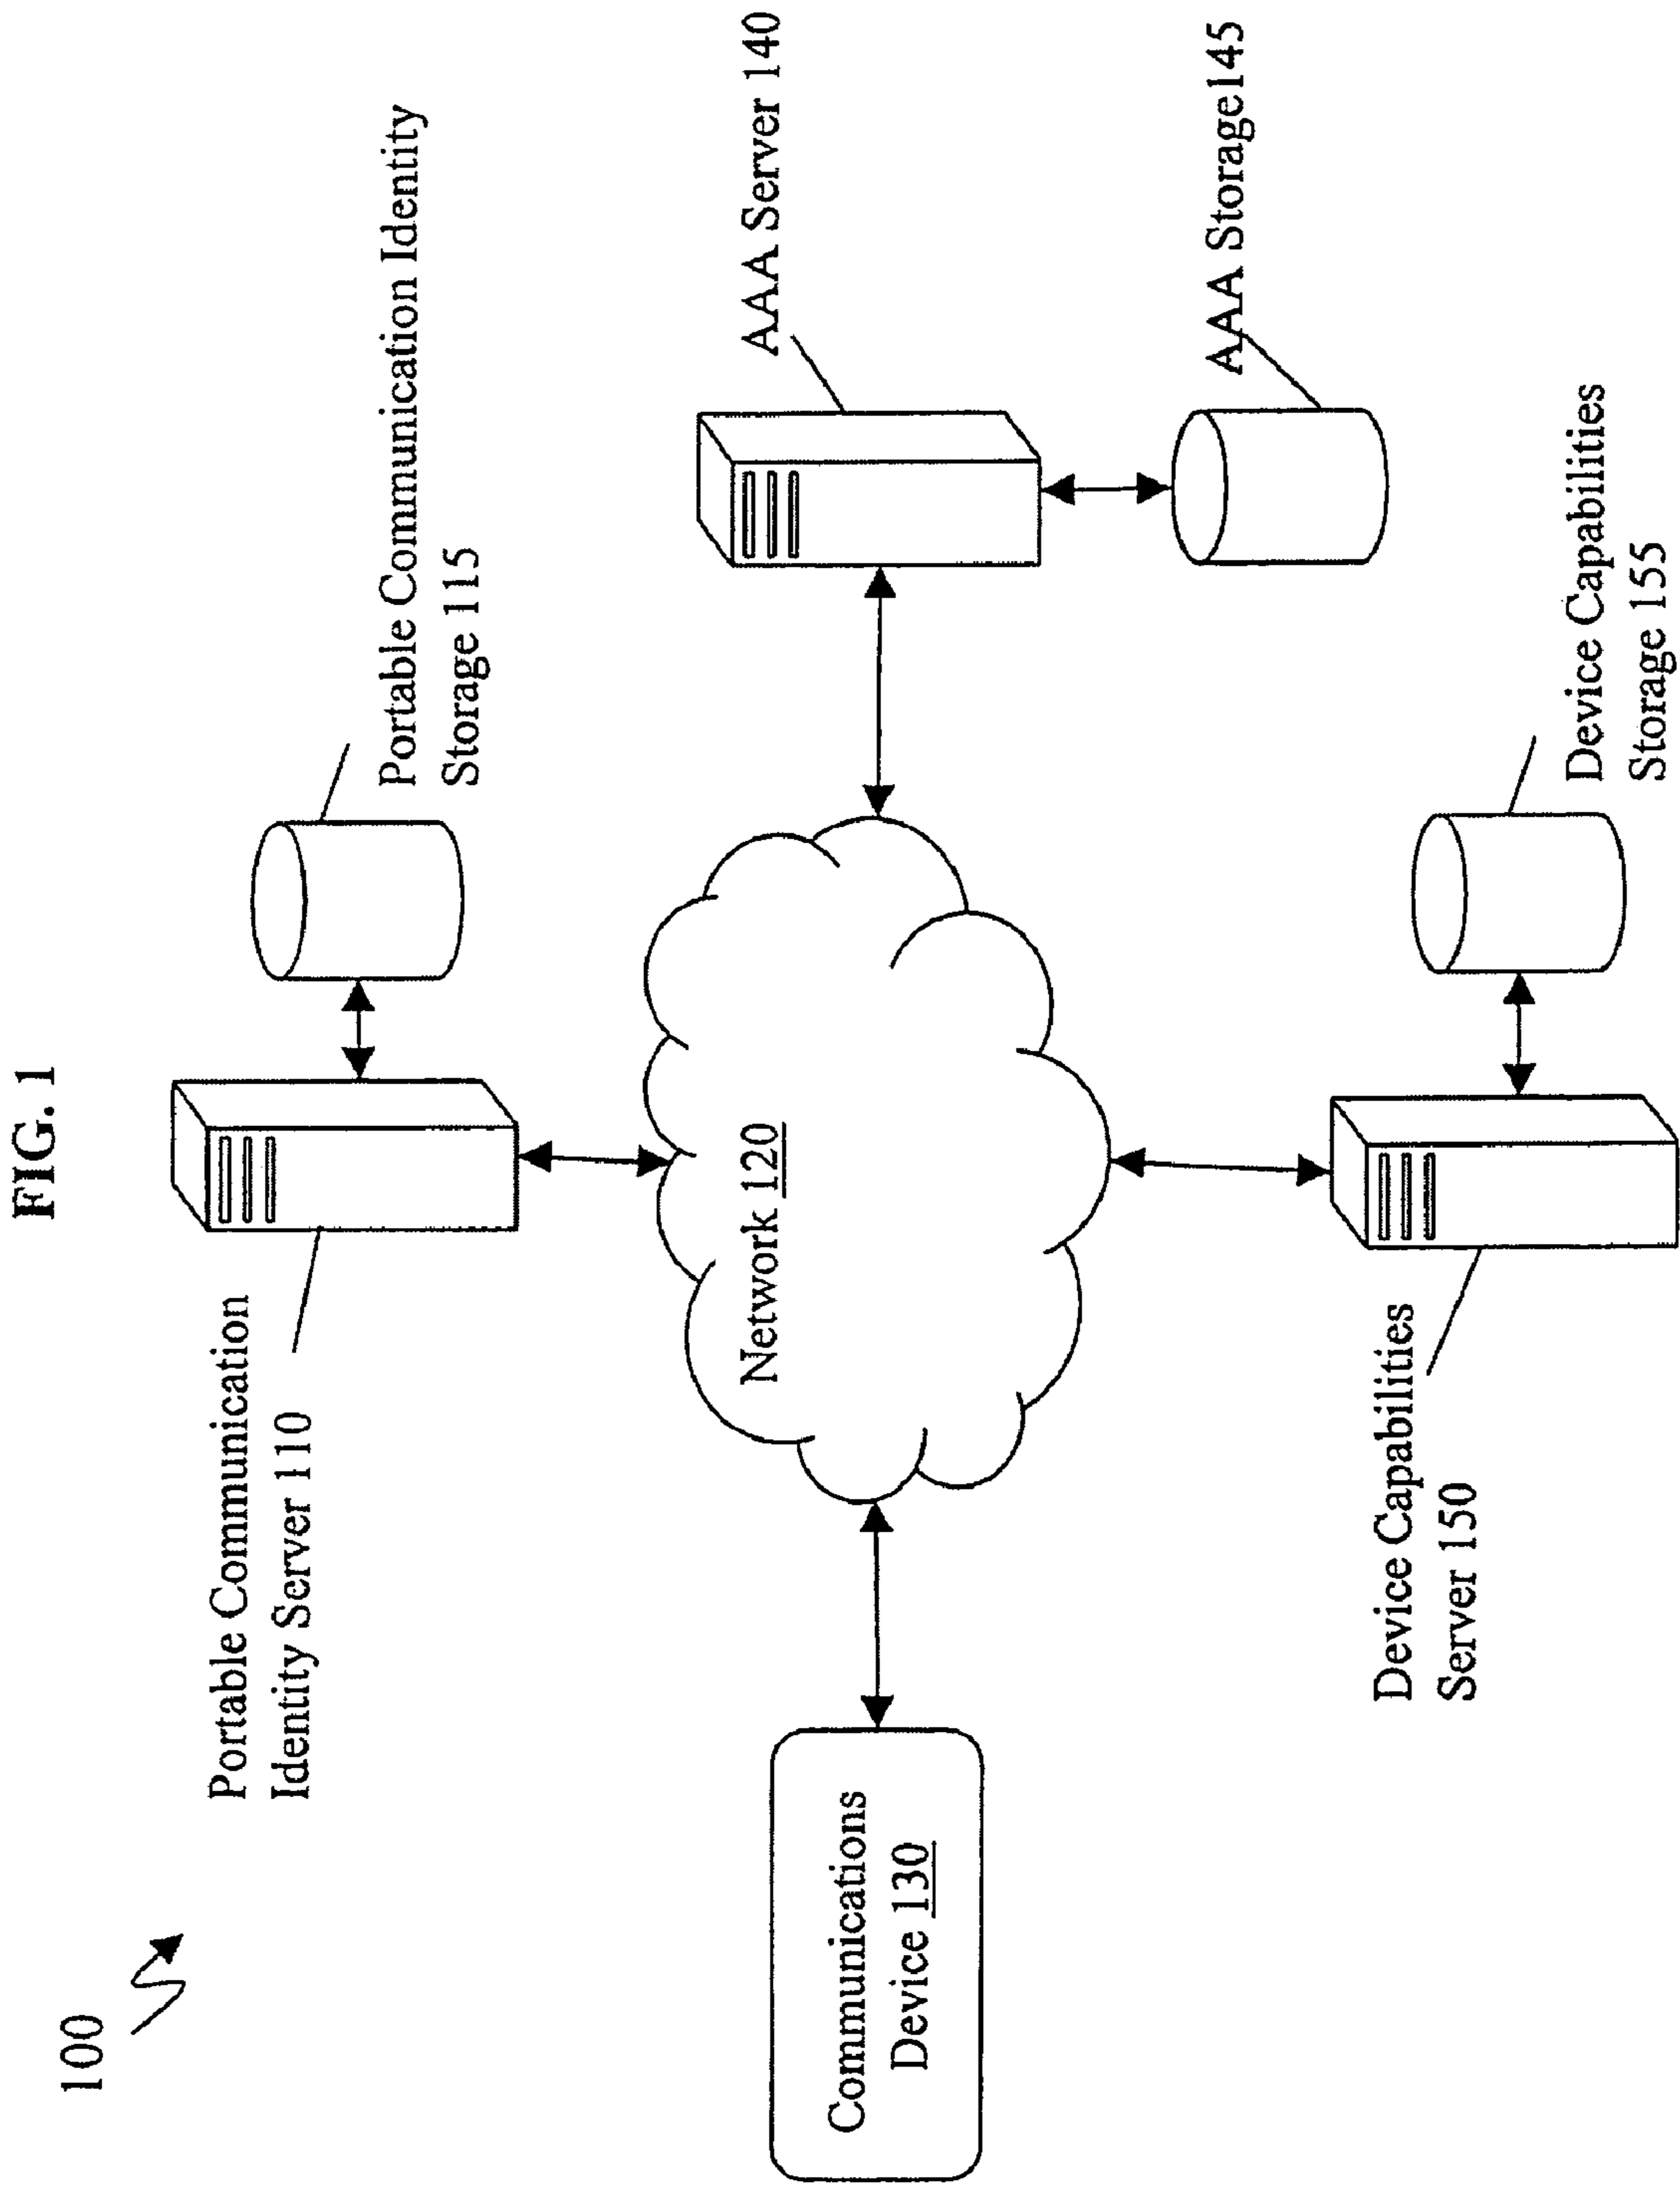 FIG. 1
100
Portable Communication
Identity Server 110
Portable Communication Identity
Storage 115
Network 120
Communications
Device 130
AAA Server 140
AAA Storage145
Device Capabilities
Server 150
Device Capabilities
Storage 155